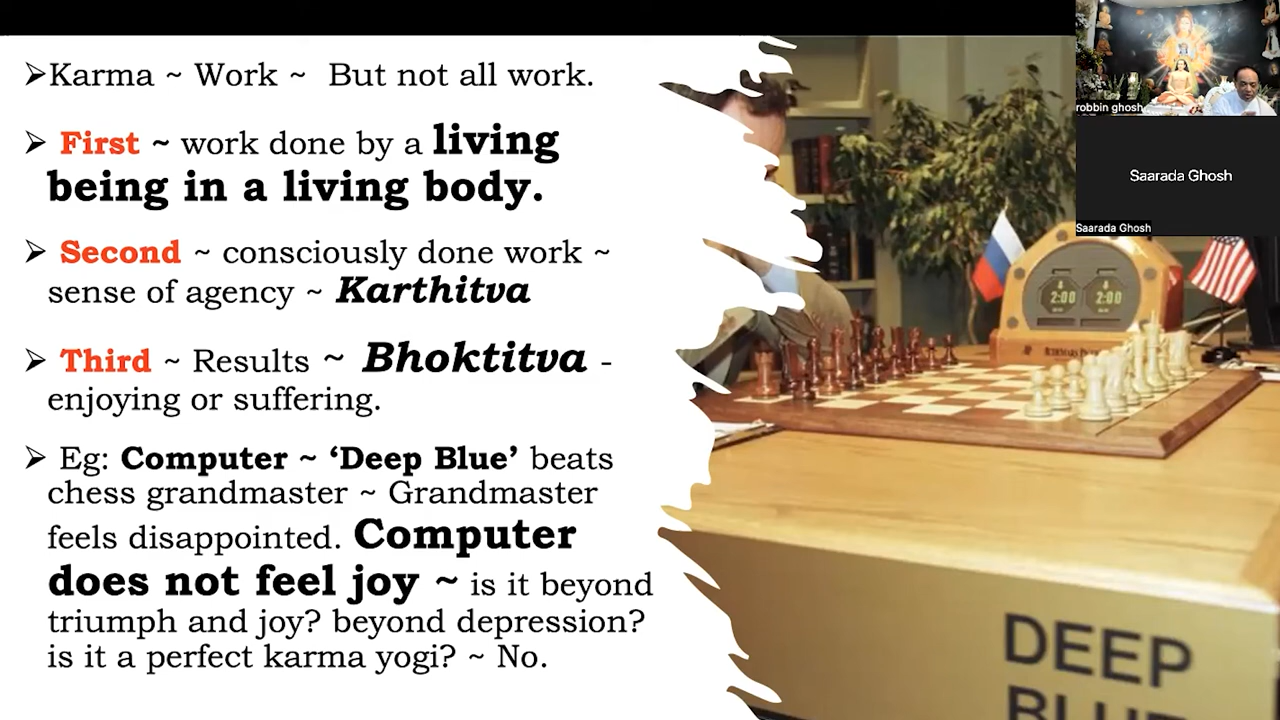 ➢Karma ~ Work ~ But not all work.
➢ First ~ work done by a living
being in a living body.
➢ Second ~ consciously done work ~
sense of agency ~ Karthitva
➢ Third ~ Results ~ Bhoktitva -
enjoying or suffering.
➢ Eg: Computer ~ ‘Deep Blue’ beats
chess grandmaster ~ Grandmaster
feels disappointed. Computer
does not feel joy ~ is it beyond
triumph and joy? beyond depression?
is it a perfect karma yogi? ~ No.
robbin ghosh
Saarada Ghosh
Saarada Ghosh
2:00 2:00
DEEP
BLUE